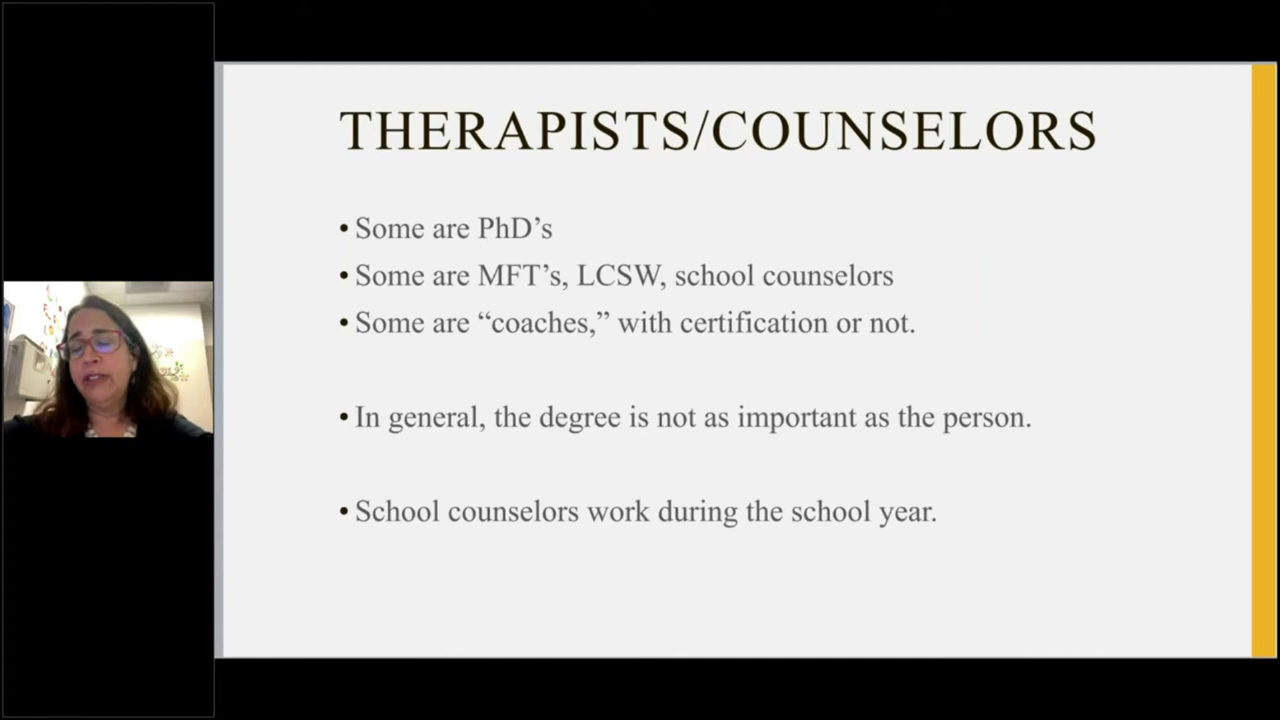 THERAPISTS/COUNSELORS
• Some are PhD’s
• Some are MFT’s, LCSW, school counselors
• Some are “coaches,” with certification or not.
• In general, the degree is not as important as the person.
• School counselors work during the school year.